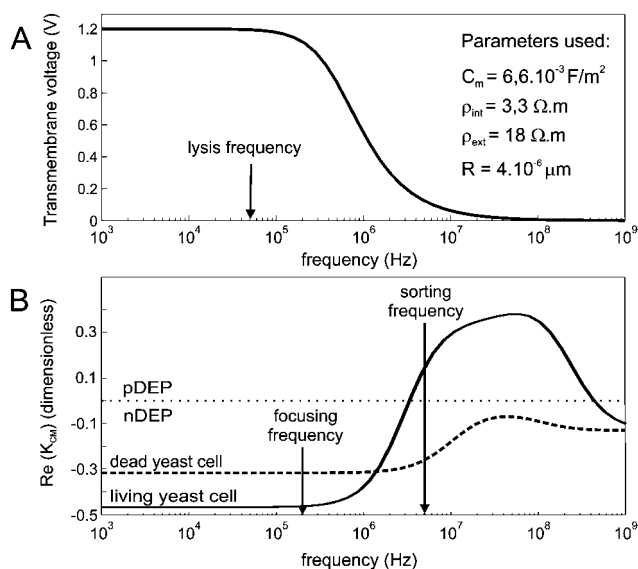 A
Transmembrane voltage (V)
1.2
1
0.8
0.6
0.4
0.2
0
Parameters used:
Cm = 6,6.10⁻³ F/m²
ρint = 3,3 Ω.m
ρext = 18 Ω.m
R = 4.10⁻⁶ µm
lysis frequency
10³ 10⁴ 10⁵ 10⁶ 10⁷ 10⁸ 10⁹
frequency (Hz)
B
Re (KCM) (dimensionless)
0.3
0.1
-0.1
-0.3
-0.5
sorting
frequency
pDEP
nDEP
focusing
frequency
dead yeast cell
living yeast cell
10³ 10⁴ 10⁵ 10⁶ 10⁷ 10⁸ 10⁹
frequency (Hz)